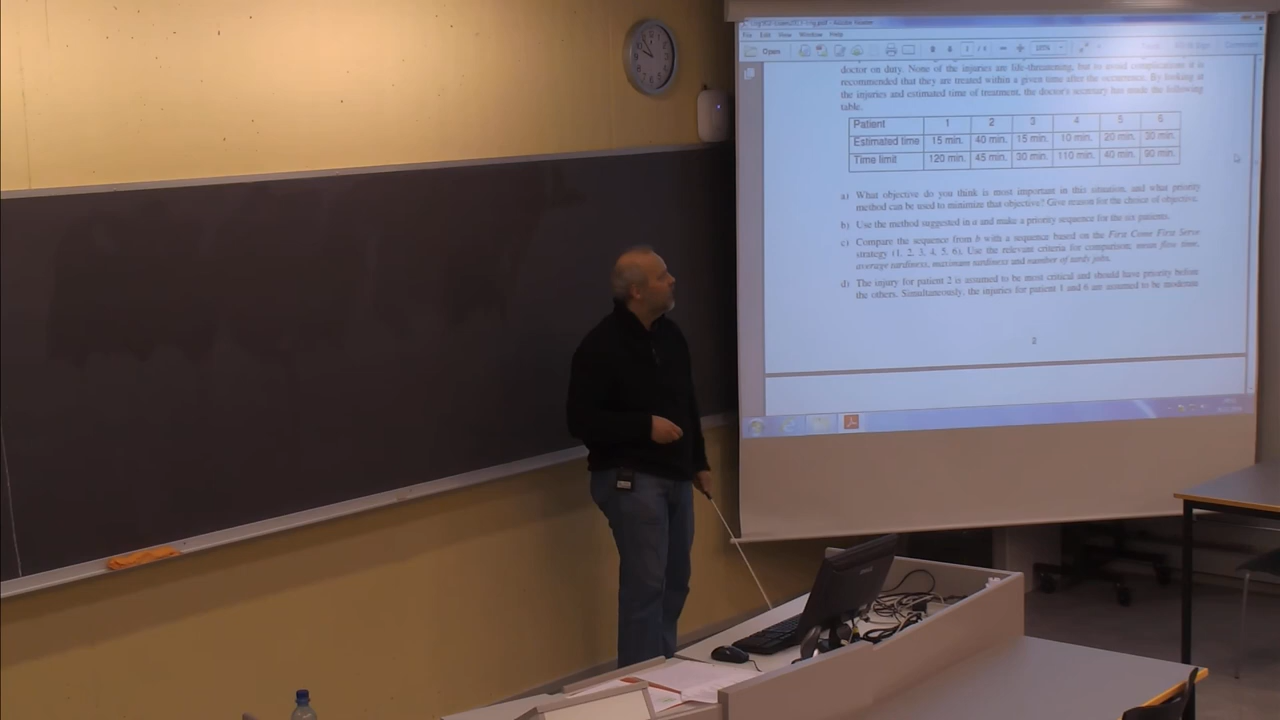 Adobe Reader
File Edit View Window Help
Open
doctor on duty. None of the injuries are life-threatening, but to avoid complications it is
recommended that they are treated within a given time after the occurrence. By looking at
the injuries and estimated time of treatment, the doctor's secretary has made the following
table.
Patient 1 2 3 4 5 6
Estimated time 15 min. 40 min. 15 min. 10 min. 20 min. 30 min.
Time limit 120 min. 45 min. 30 min. 110 min. 40 min. 90 min.
a) What objective do you think is most important in this situation, and what priority
method can be used to minimize that objective? Give reason for the choice of objective.
b) Use the method suggested in a and make a priority sequence for the six patients.
c) Compare the sequence from b with a sequence based on the First Come First Serve
strategy (1, 2, 3, 4, 5, 6). Use the relevant criteria for comparison; mean flow time,
average tardiness, maximum tardiness and number of tardy jobs.
d) The injury for patient 2 is assumed to be most critical and should have priority before
the others. Simultaneously, the injuries for patient 1 and 6 are assumed to be moderate
2